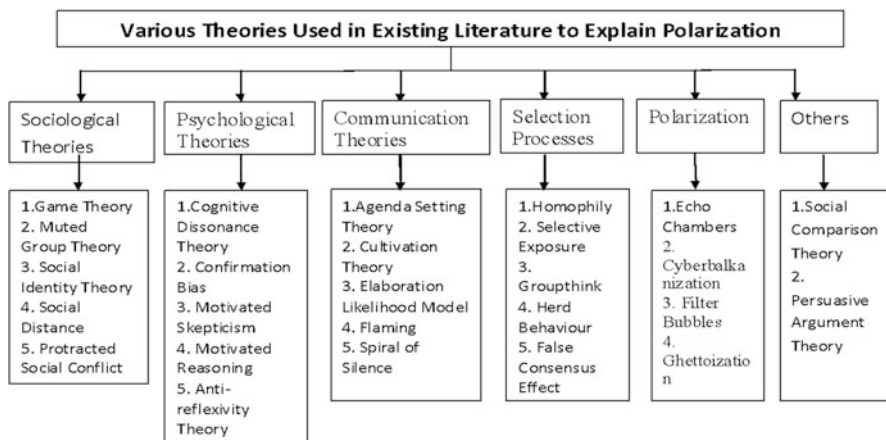 Various Theories Used in Existing Literature to Explain Polarization
Sociological
Theories
Psychological
Theories
Communication
Theories
Selection
Processes
Polarization
Others
1.Game Theory
2. Muted
Group Theory
3. Social
Identity Theory
4. Social
Distance
5. Protracted
Social Conflict
1.Cognitive
Dissonance
Theory
2. Confirmation
Bias
3. Motivated
Skepticism
4. Motivated
Reasoning
5. Anti-
reflexivity
Theory
1.Agenda Setting
Theory
2. Cultivation
Theory
3. Elaboration
Likelihood Model
4. Flaming
5. Spiral of
Silence
1.Homophily
2. Selective
Exposure
3.
Groupthink
4. Herd
Behaviour
5. False
Consensus
Effect
1.Echo
Chambers
2.
Cyberbalka
nization
3. Filter
Bubbles
4.
Ghettoizatio
n
1.Social
Comparison
Theory
2.
Persuasive
Argument
Theory